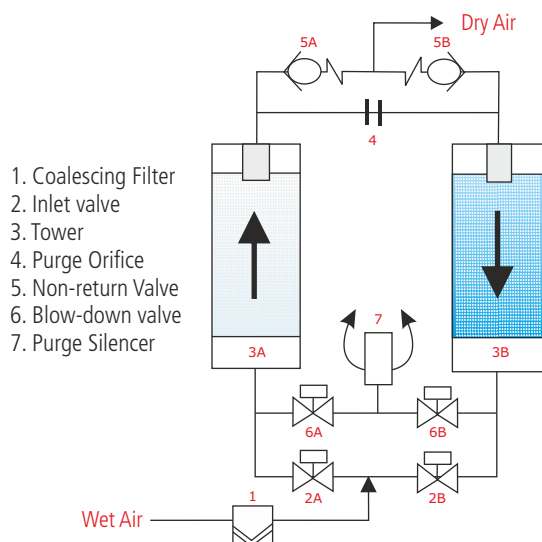 5A
5B
Dry Air
4
1. Coalescing Filter
2. Inlet valve
3. Tower
4. Purge Orifice
5. Non-return Valve
6. Blow-down valve
7. Purge Silencer
7
3A
3B
6A
6B
1
2A
2B
Wet Air